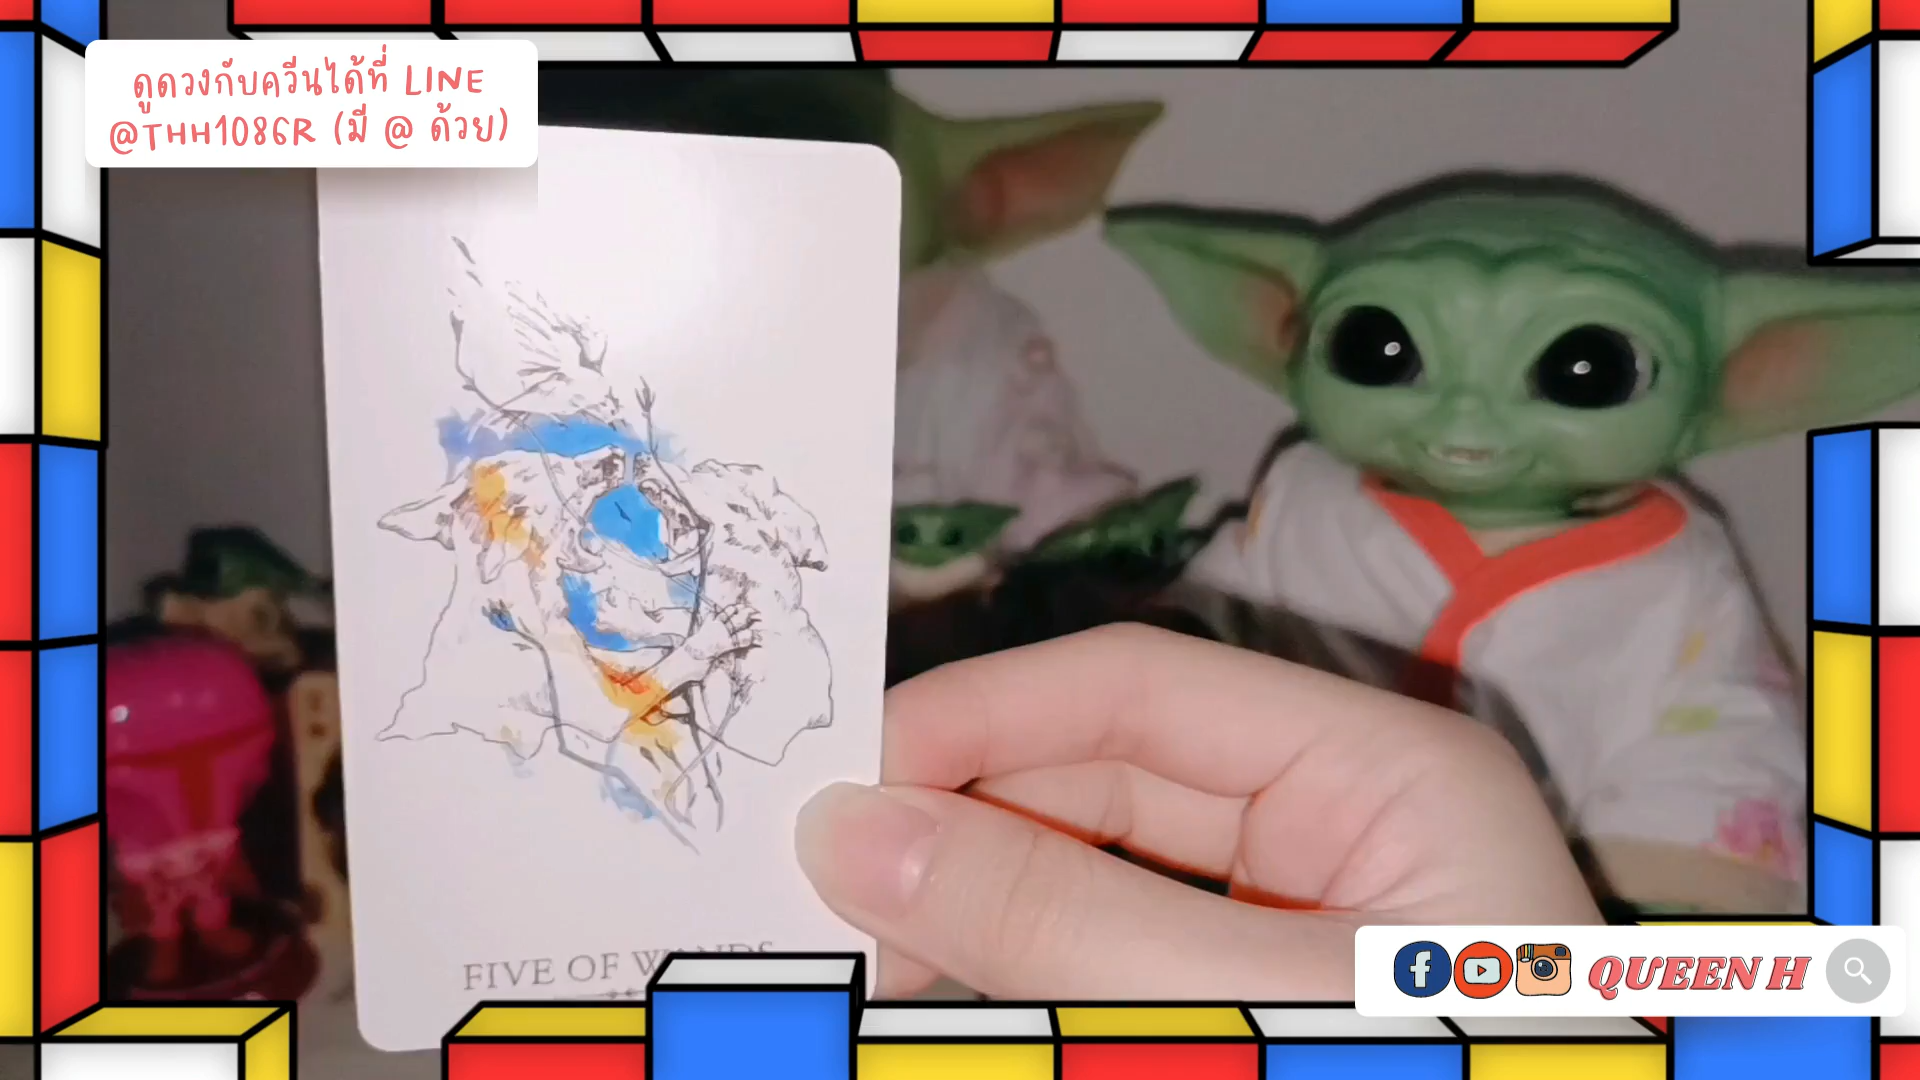 ดูดวงกับควีนได้ที่ LINE
@THH1086R (มี @ ด้วย)
FIVE OF WANDS
QUEEN H